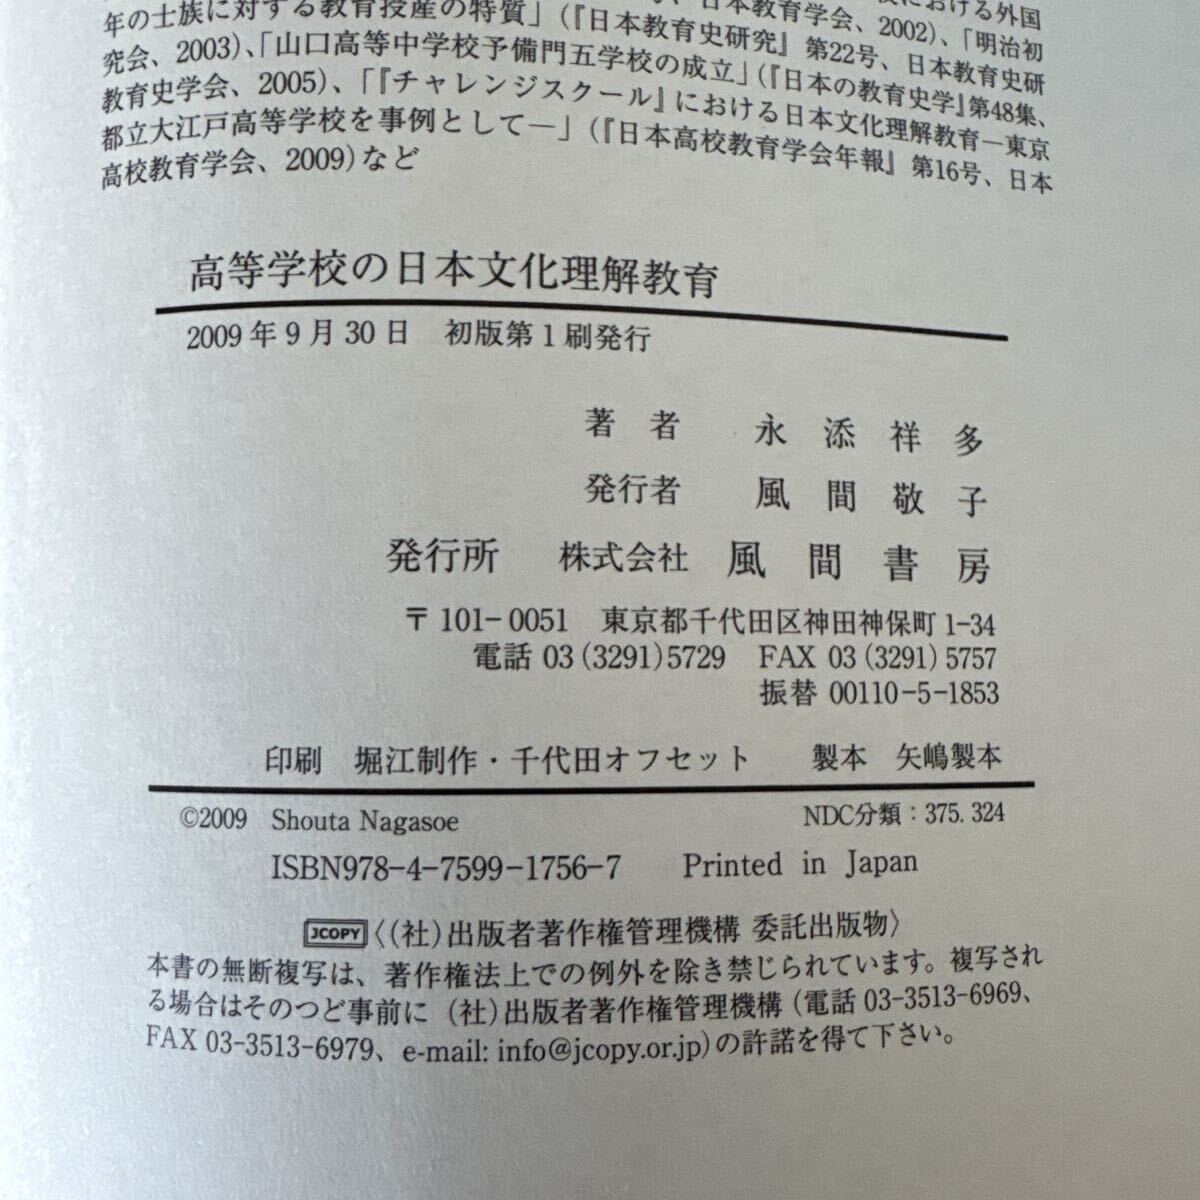 における外国
年の士族に対する教育授産の特質」(『日本教育史研究』第22号、日本教育史研
、日本教育学会、2002)、「明治初
究会、2003)、「山口高等中学校予備門五学校の成立」(『日本の教育史学』第48集、
教育史学会、2005)、「『チャレンジスクール』における日本文化理解教育―東京
都立大江戸高等学校を事例として―」(『日本高校教育学会年報』第16号、日本
高校教育学会、2009)など
高等学校の日本文化理解教育
2009年9月30日 初版第1刷発行
著者 永添祥多
発行者 風間敬子
発行所 株式会社 風間書房
〒101-0051 東京都千代田区神田神保町1-34
電話 03(3291)5729 FAX 03(3291)5757
振替 00110-5-1853
印刷 堀江制作・千代田オフセット 製本 矢嶋製本
©2009 Shouta Nagasoe NDC分類:375.324
ISBN978-4-7599-1756-7 Printed in Japan
JCOPY〈(社)出版者著作権管理機構 委託出版物〉
本書の無断複写は、著作権法上での例外を除き禁じられています。複写され
る場合はそのつど事前に(社)出版者著作権管理機構(電話 03-3513-6969、
FAX 03-3513-6979、e-mail: info@jcopy.or.jp)の許諾を得て下さい。